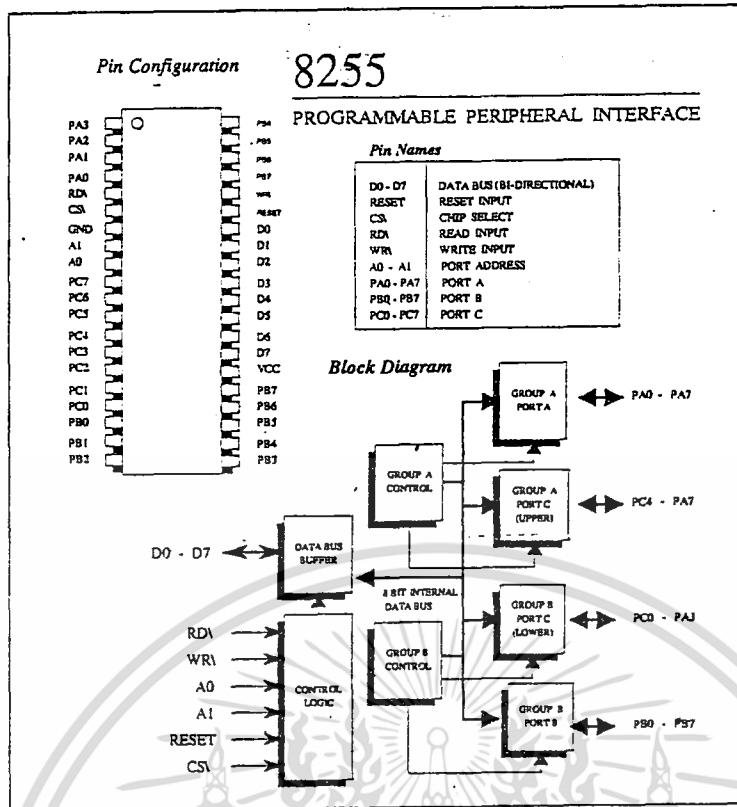 Pin Configuration
8255
PROGRAMMABLE PERIPHERAL INTERFACE
PA3
PA2
PA1
PA0
RD\
CS\
GND
A1
A0
PC7
PC6
PC5
PC4
PC3
PC2
PC1
PC0
PB0
PB1
PB2
PB5
PB6
PB7
WR\
RESET
D0
D1
D2
D3
D4
D5
D6
D7
VCC
PB7
PB6
PB5
PB4
PB3
Pin Names
D0 - D7 DATA BUS (BI-DIRECTIONAL)
RESET RESET INPUT
CS\ CHIP SELECT
RD\ READ INPUT
WR\ WRITE INPUT
A0 - A1 PORT ADDRESS
PA0 - PA7 PORT A
PB0 - PB7 PORT B
PC0 - PC7 PORT C
Block Diagram
GROUP A
PORT A
PA0 - PA7
GROUP A
CONTROL
GROUP A
PORT C
(UPPER)
PC4 - PA7
D0 - D7
DATA BUS
BUFFER
8 BIT INTERNAL
DATA BUS
GROUP B
PORT C
(LOWER)
PC0 - PA3
RD\
WR\
A0
A1
RESET
CS\
CONTROL
LOGIC
GROUP B
CONTROL
GROUP B
PORT B
PB0 - PB7